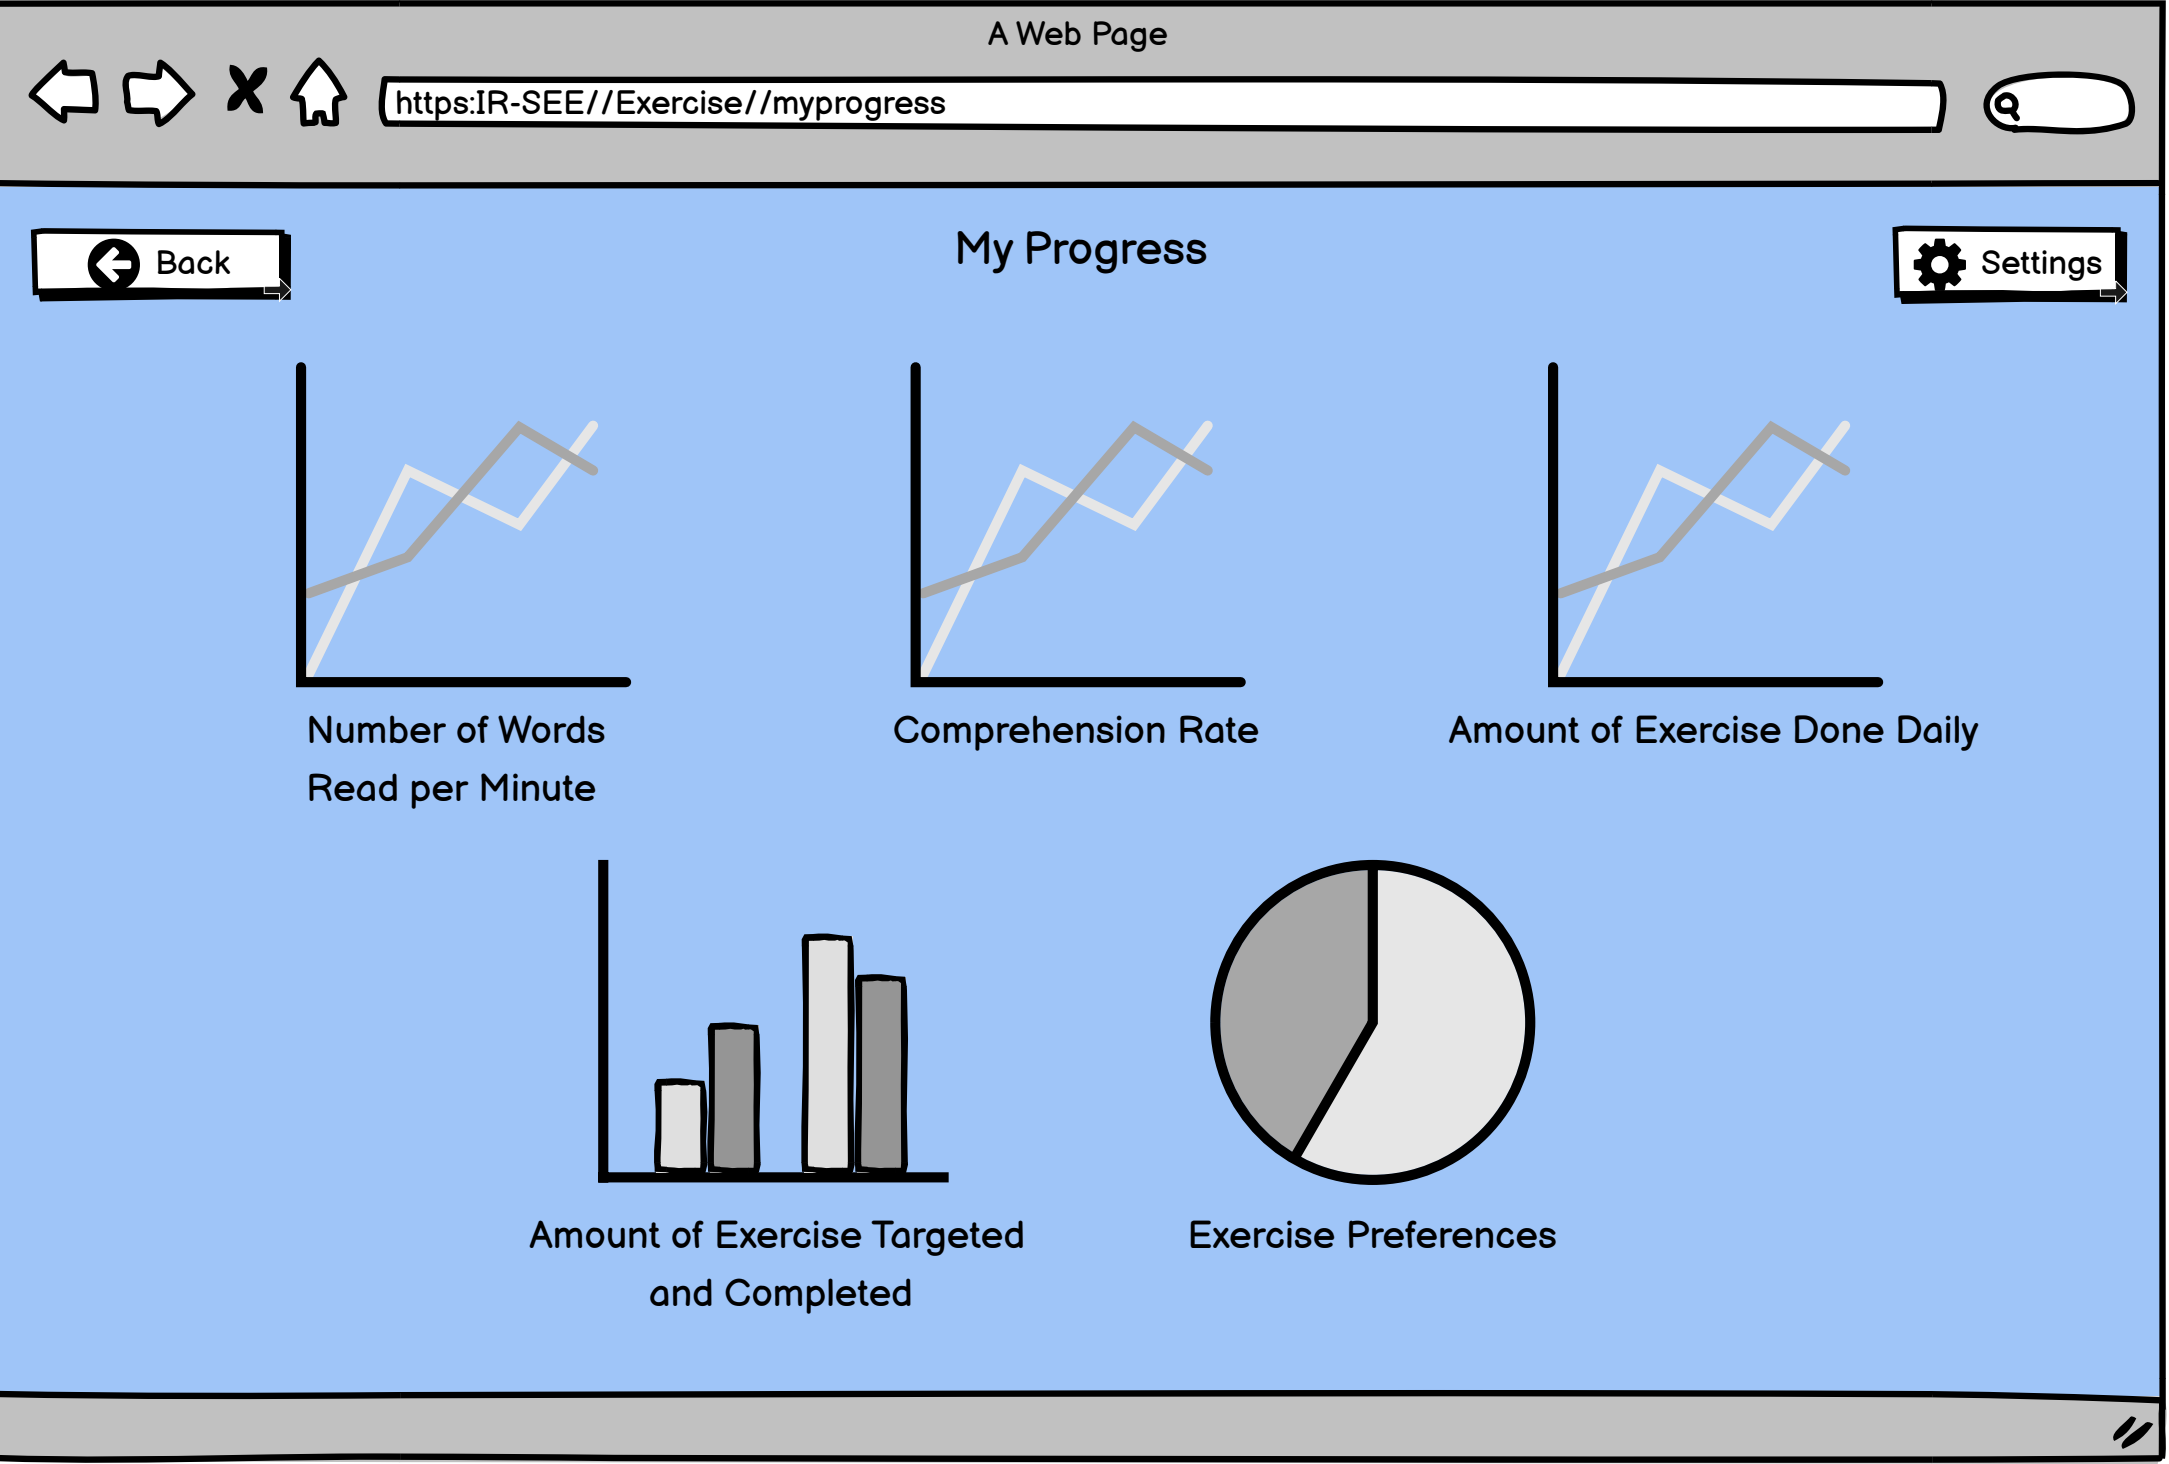 A Web Page
https:IR-SEE//Exercise//myprogress
Back
My Progress
Settings
Number of Words
Read per Minute
Comprehension Rate
Amount of Exercise Done Daily
Amount of Exercise Targeted
and Completed
Exercise Preferences